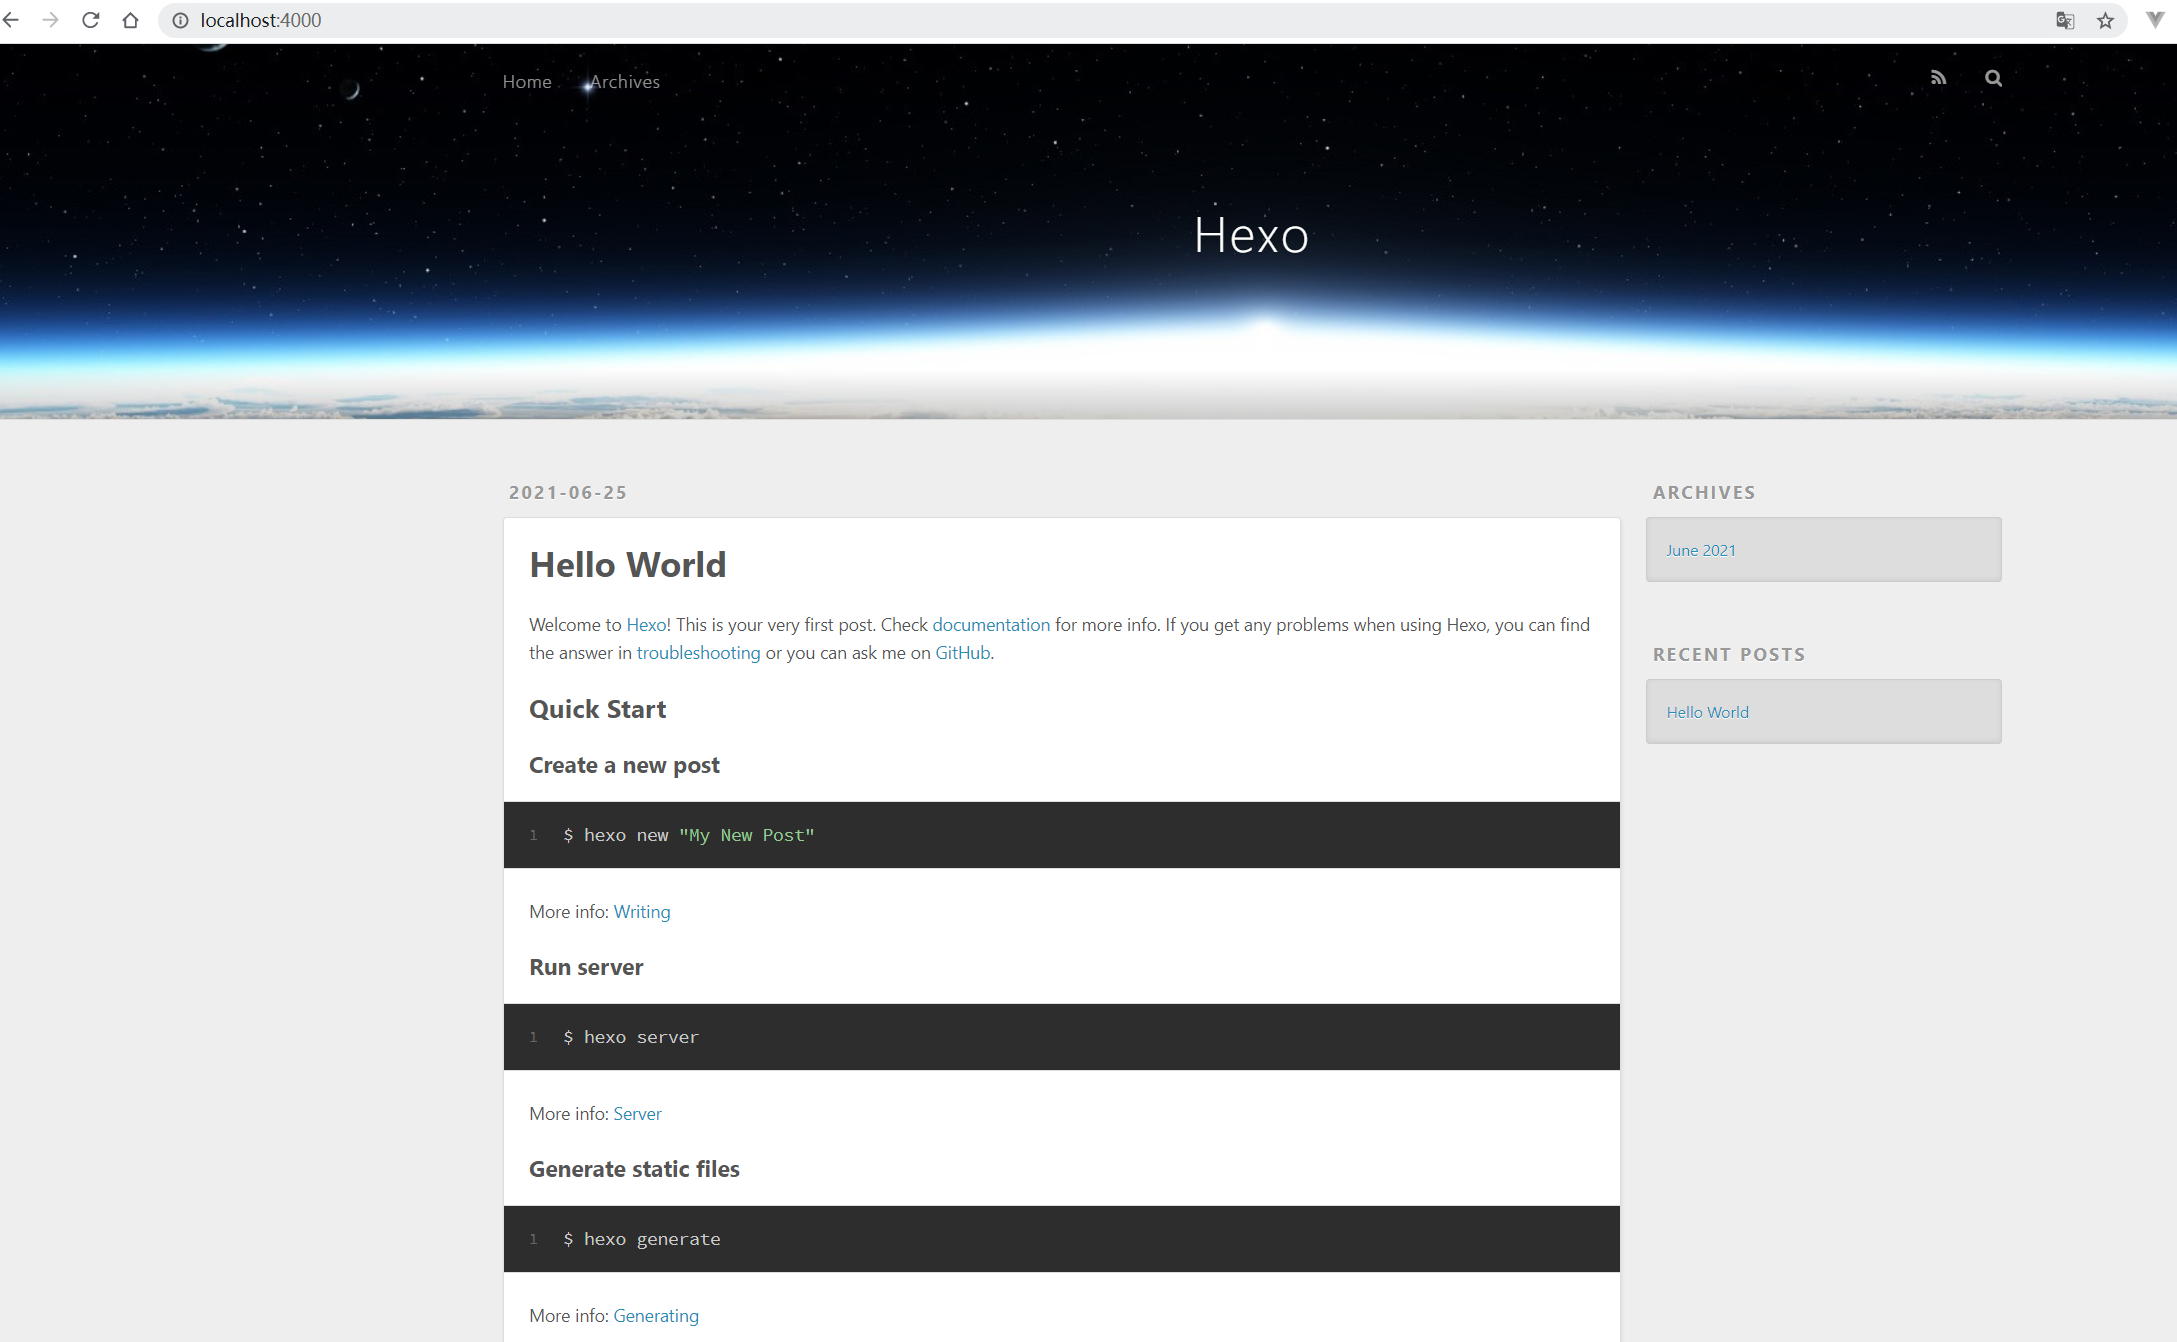 localhost:4000
Home Archives
Hexo
2021-06-25
Hello World
Welcome to Hexo! This is your very first post. Check documentation for more info. If you get any problems when using Hexo, you can find
the answer in troubleshooting or you can ask me on GitHub.
Quick Start
Create a new post
1 $ hexo new "My New Post"
More info: Writing
Run server
1 $ hexo server
More info: Server
Generate static files
1 $ hexo generate
More info: Generating
ARCHIVES
June 2021
RECENT POSTS
Hello World